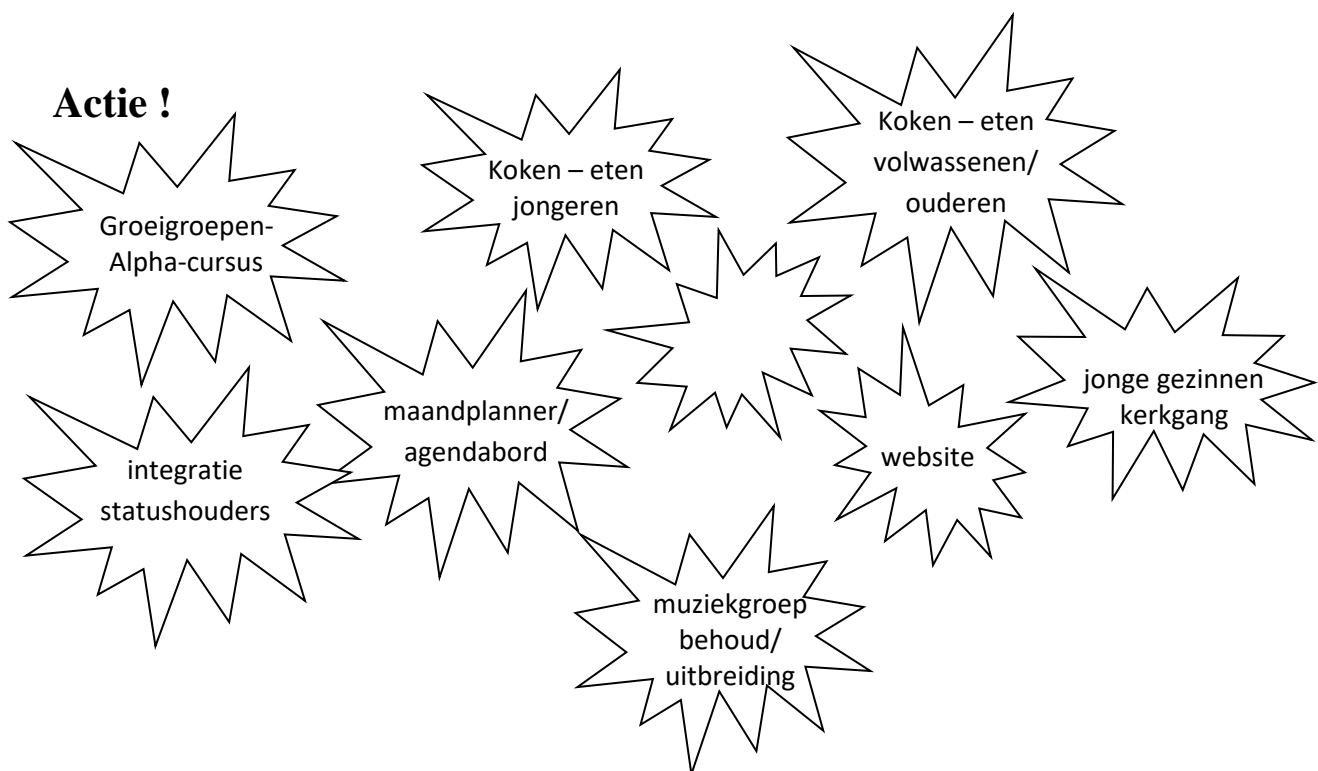 Actie !
Groeigroepen-
Alpha-cursus
Koken – eten
jongeren
Koken – eten
volwassenen/
ouderen
integratie
statushouders
maandplanner/
agendabord
website
jonge gezinnen
kerkgang
muziekgroep
behoud/
uitbreiding